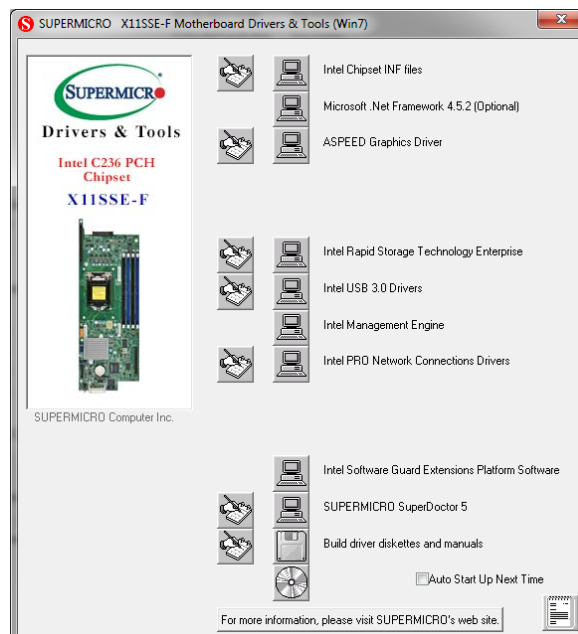 SUPERMICRO X11SSE-F Motherboard Drivers & Tools (Win7)
SUPERMICRO
Drivers & Tools
Intel C236 PCH
Chipset
X11SSE-F
SUPERMICRO Computer Inc.
Intel Chipset INF files
Microsoft .Net Framework 4.5.2 (Optional)
ASPEED Graphics Driver
Intel Rapid Storage Technology Enterprise
Intel USB 3.0 Drivers
Intel Management Engine
Intel PRO Network Connections Drivers
Intel Software Guard Extensions Platform Software
SUPERMICRO SuperDoctor 5
Build driver diskettes and manuals
Auto Start Up Next Time
For more information, please visit SUPERMICRO's web site.